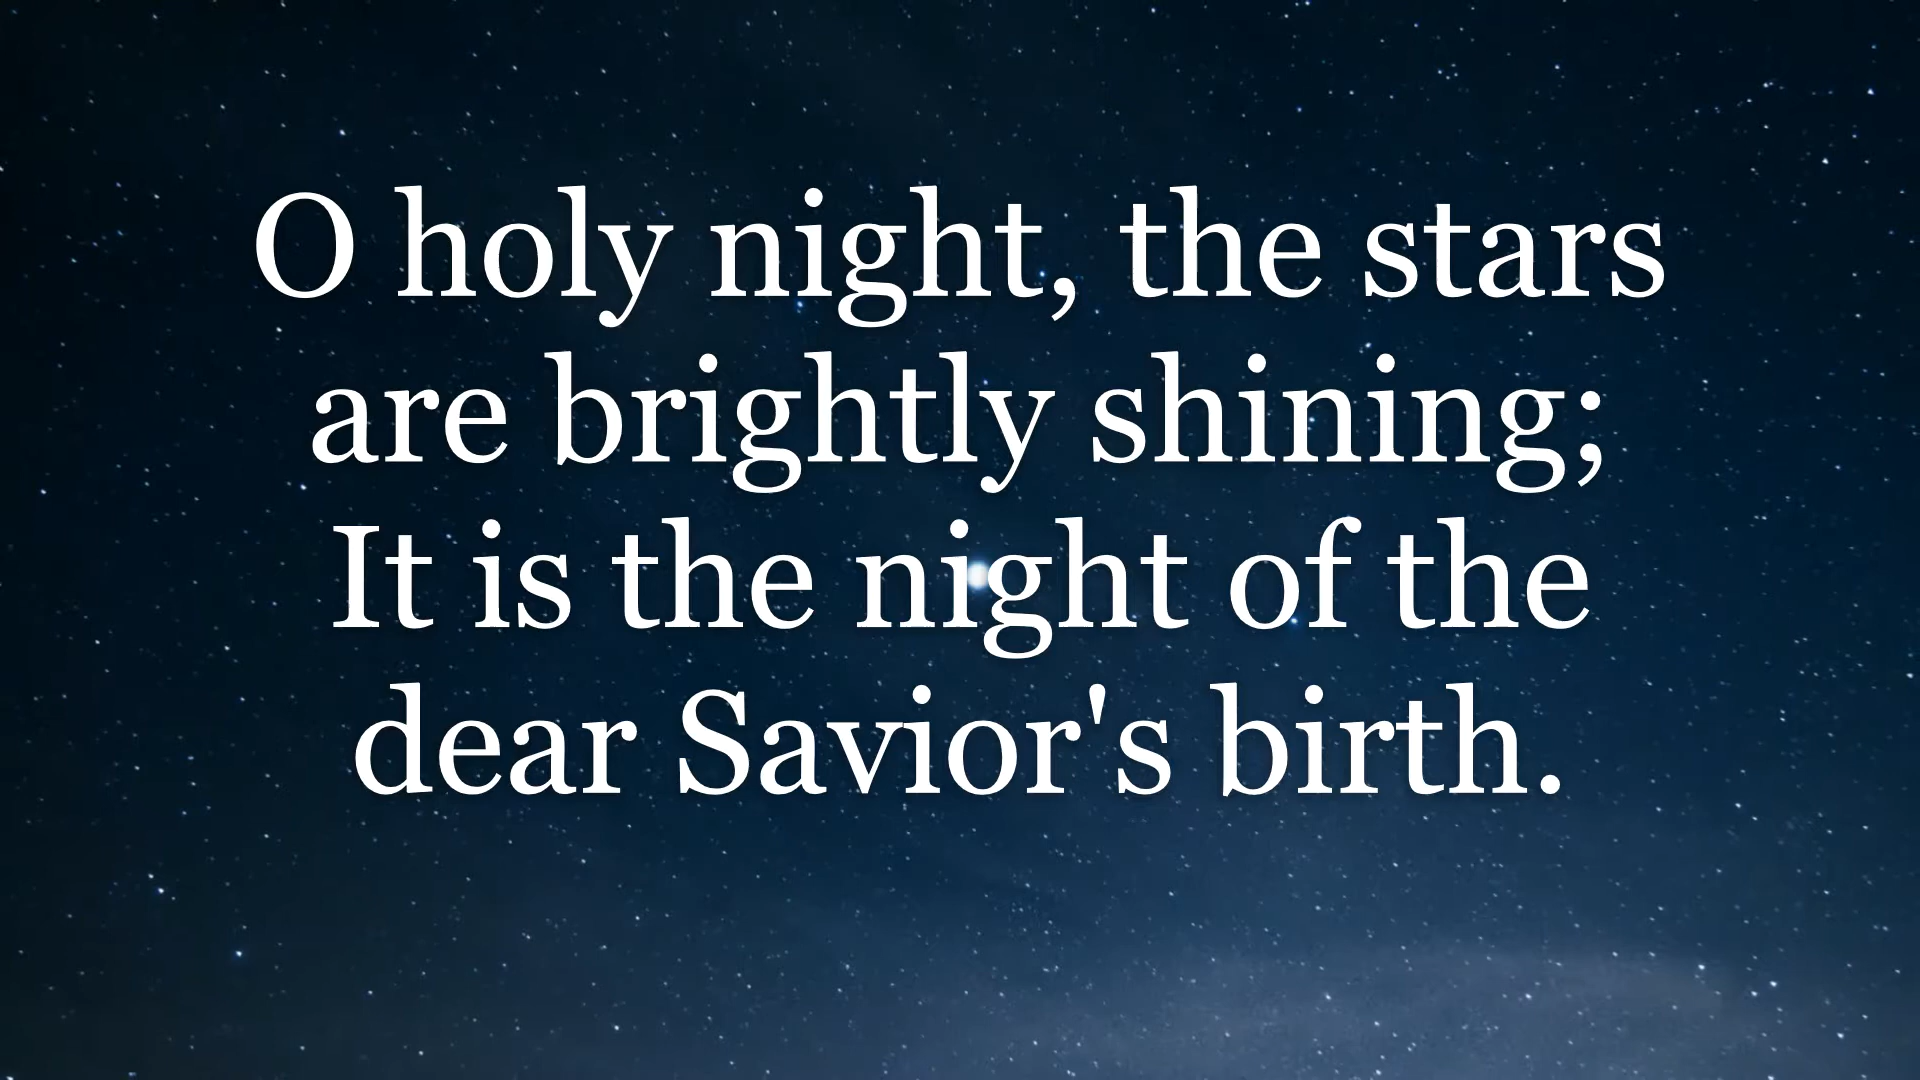 O holy night, the stars
are brightly shining;
It is the night of the
dear Savior's birth.